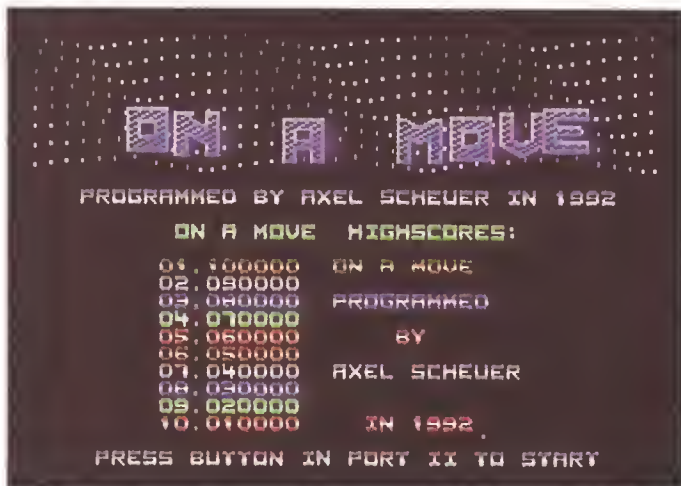 ON A MOVE
PROGRAMMED BY AXEL SCHEUER IN 1992
ON A MOVE HIGHSCORES:
01.100000 ON A MOVE
02.090000
03.080000 PROGRAMMED
04.070000
05.060000 BY
06.050000
07.040000 AXEL SCHEUER
08.030000
09.020000
10.010000 IN 1992
PRESS BUTTON IN PORT II TO START